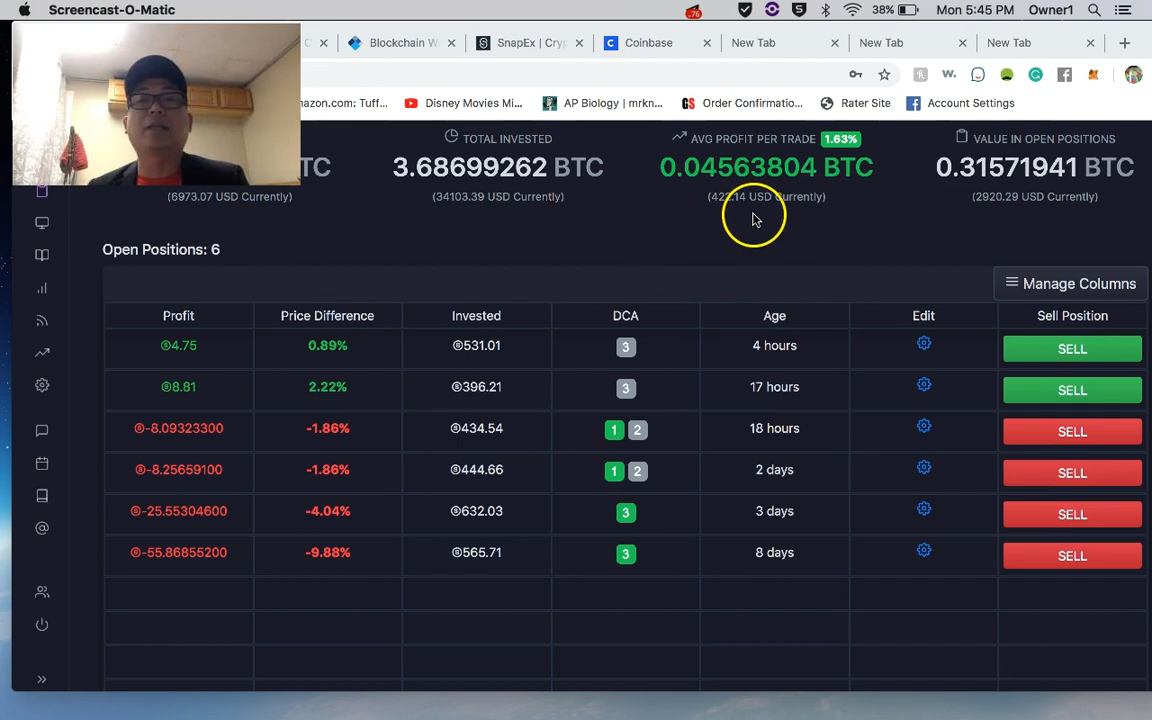 Screencast-O-Matic
76
38%
Mon 5:45 PM
Owner1
Blockchain W
SnapEx | Cry
Coinbase
New Tab
New Tab
New Tab
nazon.com: Tuff...
Disney Movies Mi...
AP Biology | mrkn...
GS Order Confirmatio...
Rater Site
Account Settings
TC
(6973.07 USD Currently)
TOTAL INVESTED
3.68699262 BTC
(34103.39 USD Currently)
AVG PROFIT PER TRADE 1.63%
0.04563804 BTC
(422.14 USD Currently)
VALUE IN OPEN POSITIONS
0.31571941 BTC
(2920.29 USD Currently)
Open Positions: 6
Manage Columns
Profit Price Difference Invested DCA Age Edit Sell Position
4.75 0.89% 531.01 3 4 hours SELL
8.81 2.22% 396.21 3 17 hours SELL
-8.09323300 -1.86% 434.54 1 2 18 hours SELL
-8.25659100 -1.86% 444.66 1 2 2 days SELL
-25.55304600 -4.04% 632.03 3 3 days SELL
-55.86855200 -9.88% 565.71 3 8 days SELL